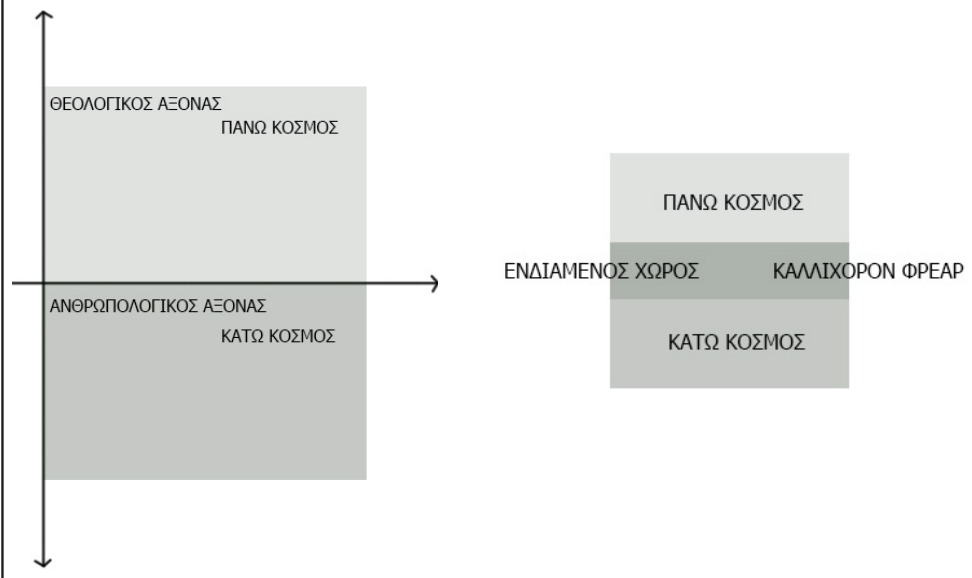 ΘΕΟΛΟΓΙΚΟΣ ΑΞΟΝΑΣ
ΠΑΝΩ ΚΟΣΜΟΣ
ΑΝΘΡΩΠΟΛΟΓΙΚΟΣ ΑΞΟΝΑΣ
ΚΑΤΩ ΚΟΣΜΟΣ
ΠΑΝΩ ΚΟΣΜΟΣ
ΕΝΔΙΑΜΕΝΟΣ ΧΩΡΟΣ ΚΑΛΛΙΧΟΡΟΝ ΦΡΕΑΡ
ΚΑΤΩ ΚΟΣΜΟΣ